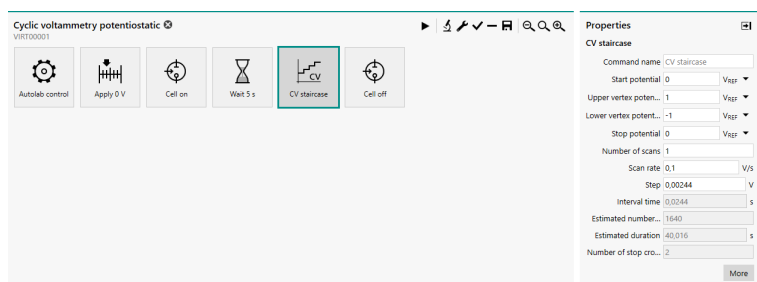 Cyclic voltammetry potentiostatic
VIRT00001
Autolab control
Apply 0 V
Cell on
Wait 5 s
CV
CV staircase
Cell off
Properties
CV staircase
Command name CV staircase
Start potential 0 VREF
Upper vertex poten... 1 VREF
Lower vertex potent... -1 VREF
Stop potential 0 VREF
Number of scans 1
Scan rate 0,1 V/s
Step 0,00244 V
Interval time 0,0244 s
Estimated number... 1640
Estimated duration 40,016 s
Number of stop cro... 2
More